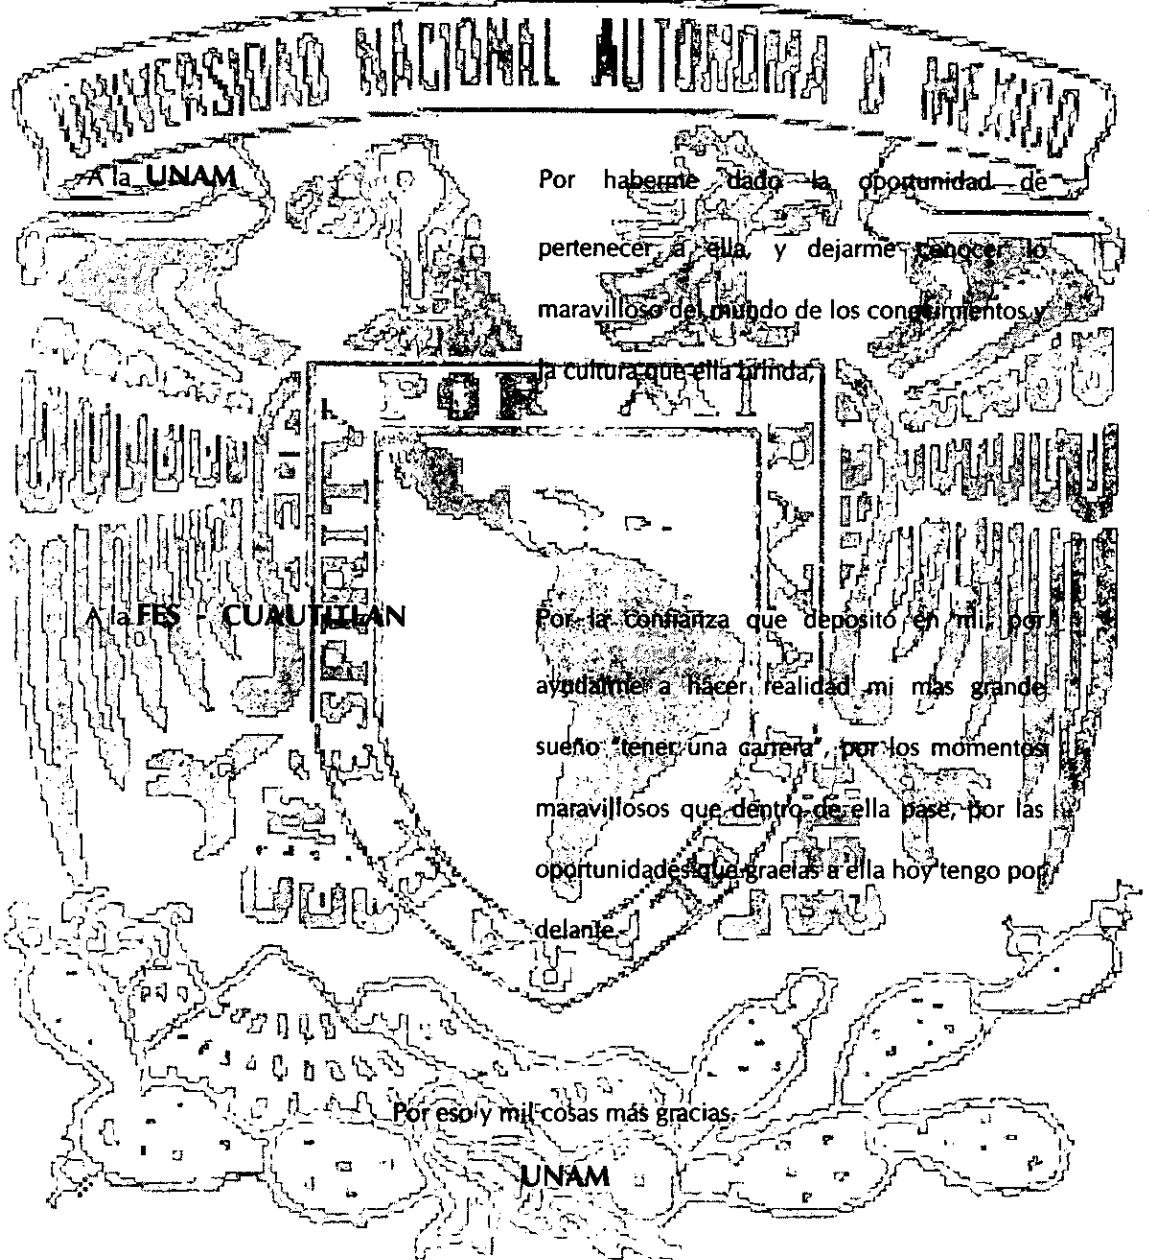 UNIVERSIDAD NACIONAL AUTONOMA D MEXICO
A la UNAM
Por haberme dado la oportunidad de
pertenecer a ella, y dejarme conocer lo
maravilloso del mundo de los conocimientos y
la cultura que ella brinda,
POR MI RAZA
ESPIRITU
A la FES - CUAUTITLAN
Por la confianza que deposito en mi, por
ayudarme a hacer realidad mi mas grande
sueño "tener una carrera", por los momentos
maravillosos que dentro de ella pase, por las
oportunidades que gracias a ella hoy tengo por
delante.
Por eso y mil cosas más gracias.
UNAM